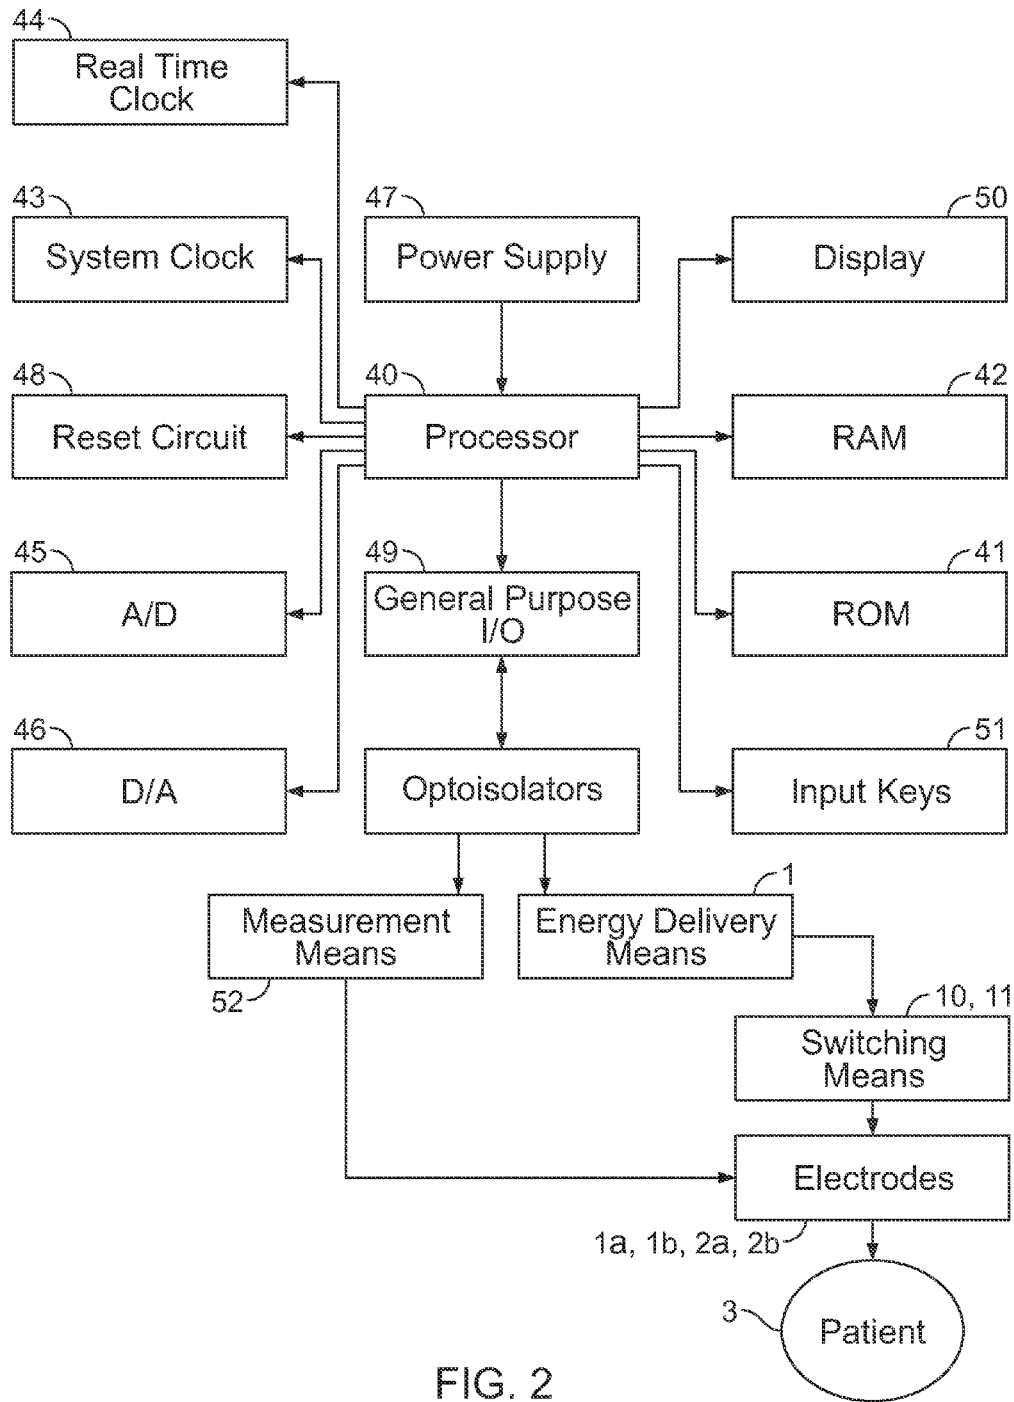 44
Real Time
Clock
43
System Clock
47
Power Supply
50
Display
48
Reset Circuit
40
Processor
42
RAM
45
A/D
49
General Purpose
I/O
41
ROM
46
D/A
Optoisolators
51
Input Keys
Measurement
Means
52
1
Energy Delivery
Means
10, 11
Switching
Means
Electrodes
1a, 1b, 2a, 2b
3
Patient
FIG. 2